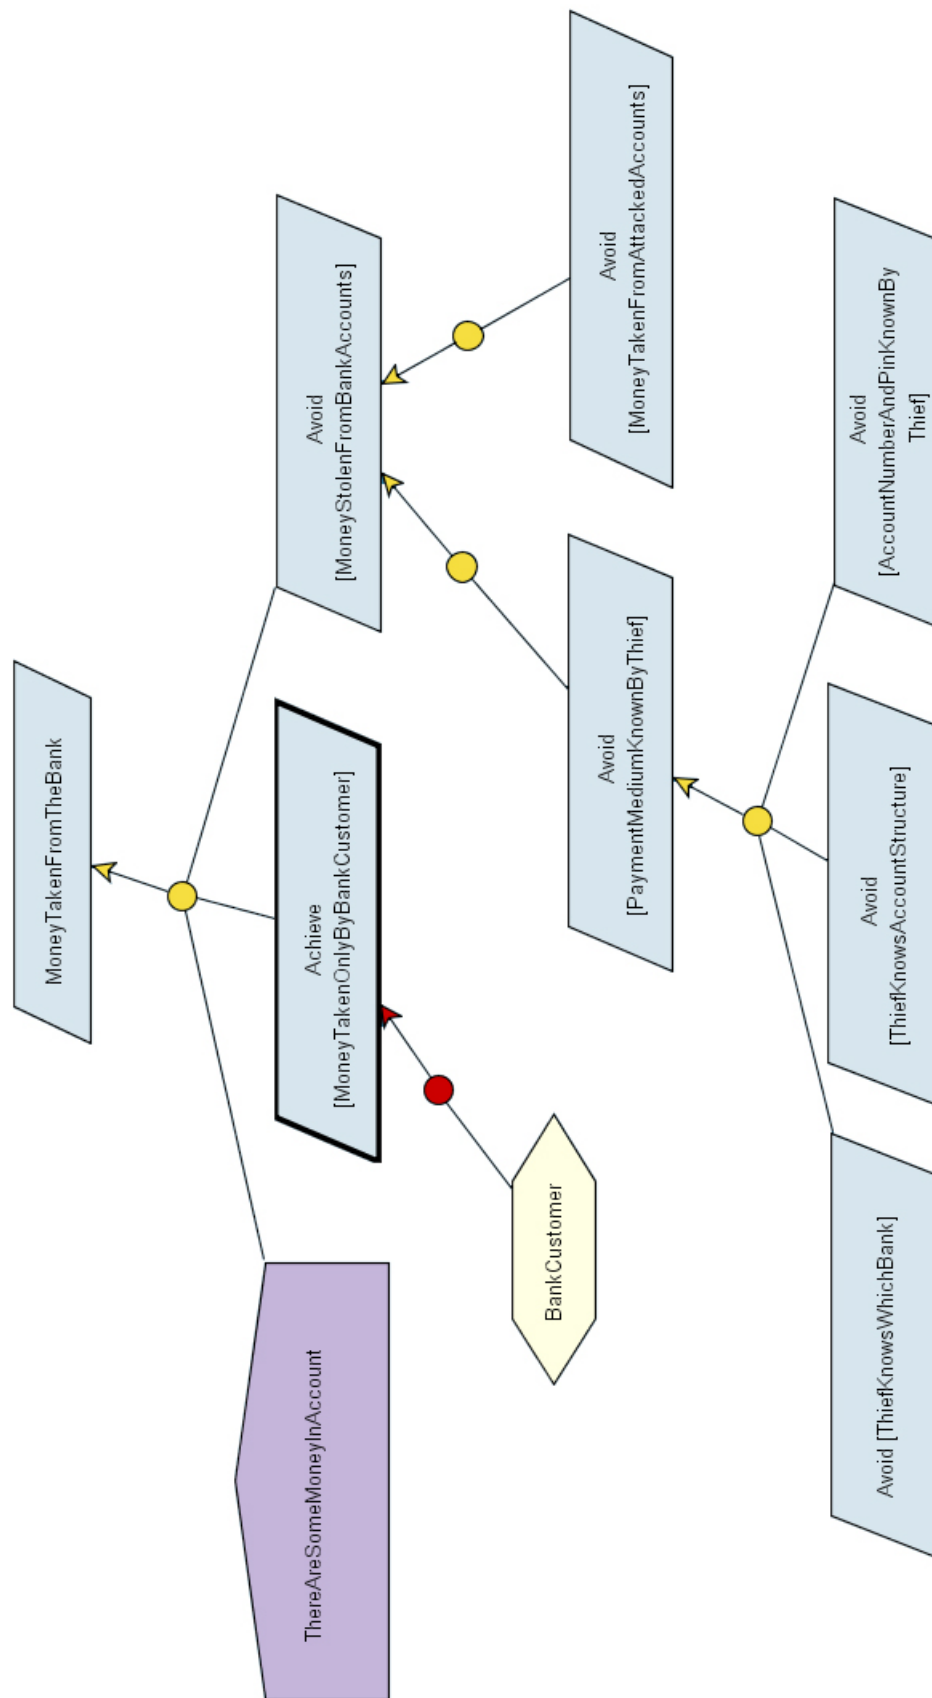 MoneyTakenFromTheBank
ThereAreSomeMoneyInAccount
Achieve
[MoneyTakenOnlyByBankCustomer]
Avoid
[MoneyStolenFromBankAccounts]
BankCustomer
Avoid
[PaymentMediumKnownByThief]
Avoid
[MoneyTakenFromAttackedAccounts]
Avoid [ThiefKnowsWhichBank]
Avoid
[ThiefKnowsAccountStructure]
Avoid
[AccountNumberAndPinKnownBy
Thief]